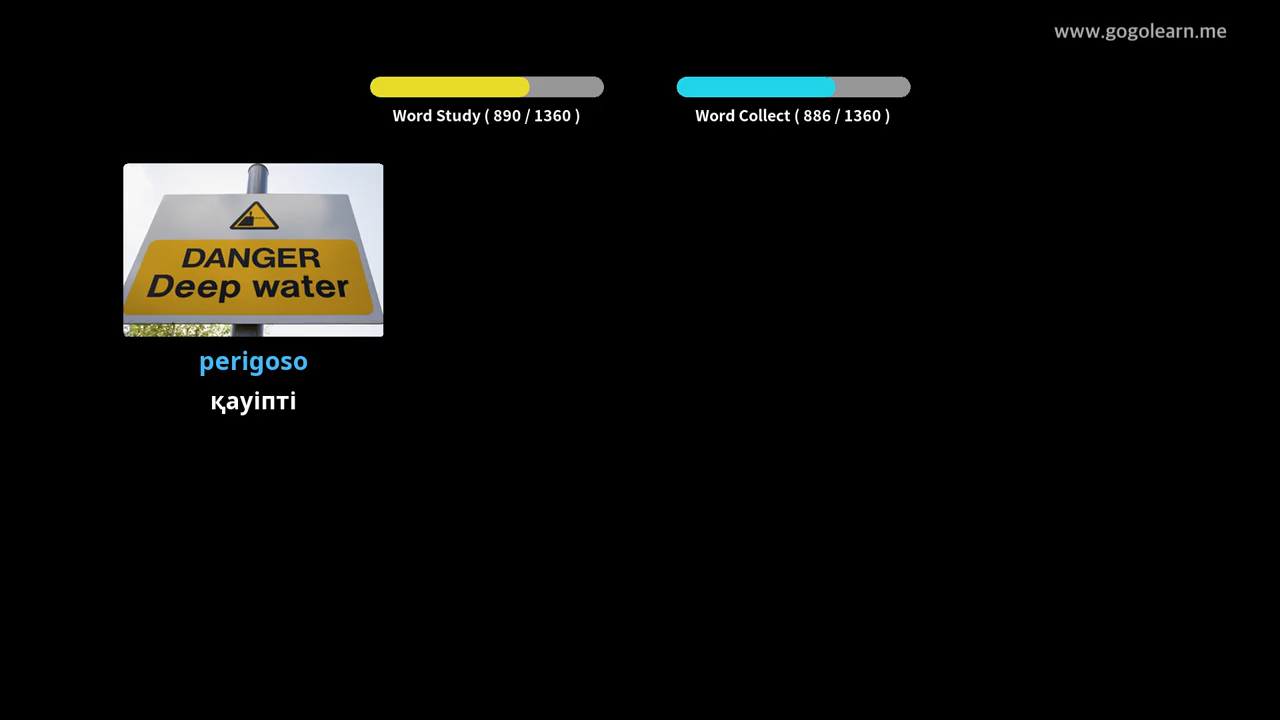 www.gogolearn.me
Word Study ( 890 / 1360 )
Word Collect ( 886 / 1360 )
DANGER
Deep water
perigoso
қауіпті